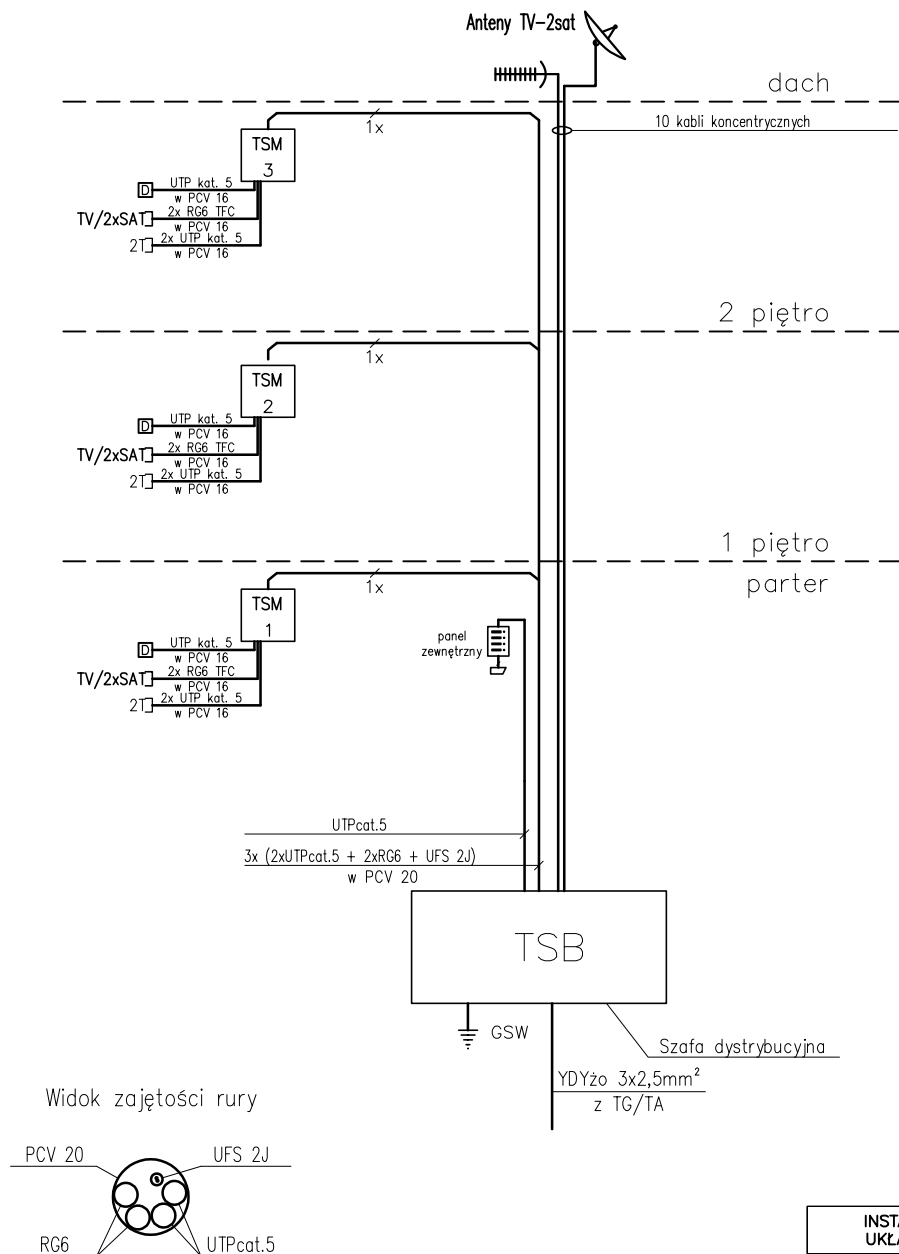 Anteny TV-2sat
dach
1x
10 kabli koncentrycznych
TSM
3
D
UTP kat. 5
w PCV 16
TV/2xSAT
2x RG6 TFC
w PCV 16
2T
2x UTP kat. 5
w PCV 16
2 piętro
1x
TSM
2
D
UTP kat. 5
w PCV 16
TV/2xSAT
2x RG6 TFC
w PCV 16
2T
2x UTP kat. 5
w PCV 16
1 piętro
parter
1x
TSM
1
D
UTP kat. 5
w PCV 16
TV/2xSAT
2x RG6 TFC
w PCV 16
2T
2x UTP kat. 5
w PCV 16
panel
zewnętrzny
UTPcat.5
3x (2xUTPcat.5 + 2xRG6 + UFS 2J)
w PCV 20
TSB
GSW
Szafa dystrybucyjna
YDYżo 3x2,5mm²
z TG/TA
Widok zajętości rury
PCV 20
UFS 2J
RG6
UTPcat.5